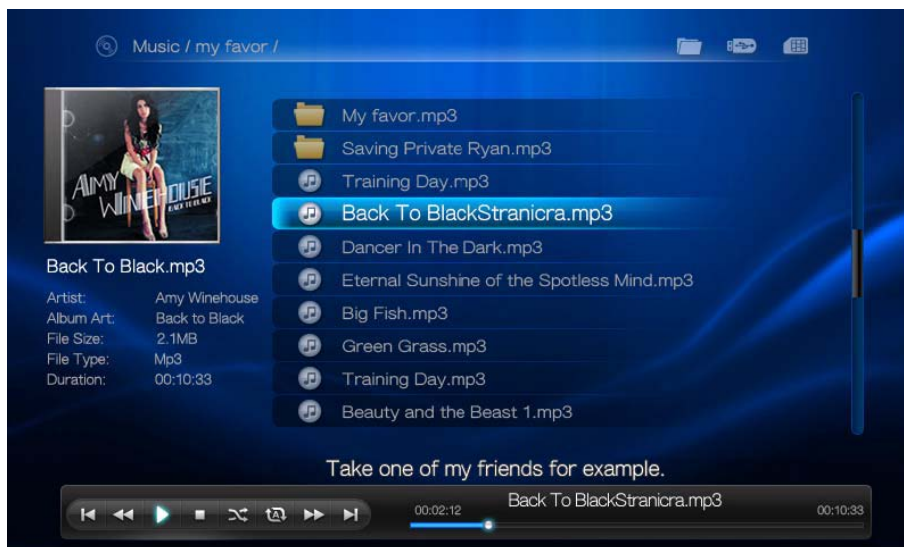 Music / my favor /
My favor.mp3
Saving Private Ryan.mp3
Training Day.mp3
Back To BlackStranicra.mp3
Dancer In The Dark.mp3
Eternal Sunshine of the Spotless Mind.mp3
Big Fish.mp3
Green Grass.mp3
Training Day.mp3
Beauty and the Beast 1.mp3
AMY
WINEHOUSE
BACK TO BLACK
Back To Black.mp3
Artist: Amy Winehouse
Album Art: Back to Black
File Size: 2.1MB
File Type: Mp3
Duration: 00:10:33
Take one of my friends for example.
Back To BlackStranicra.mp3
A
00:02:12
00:10:33